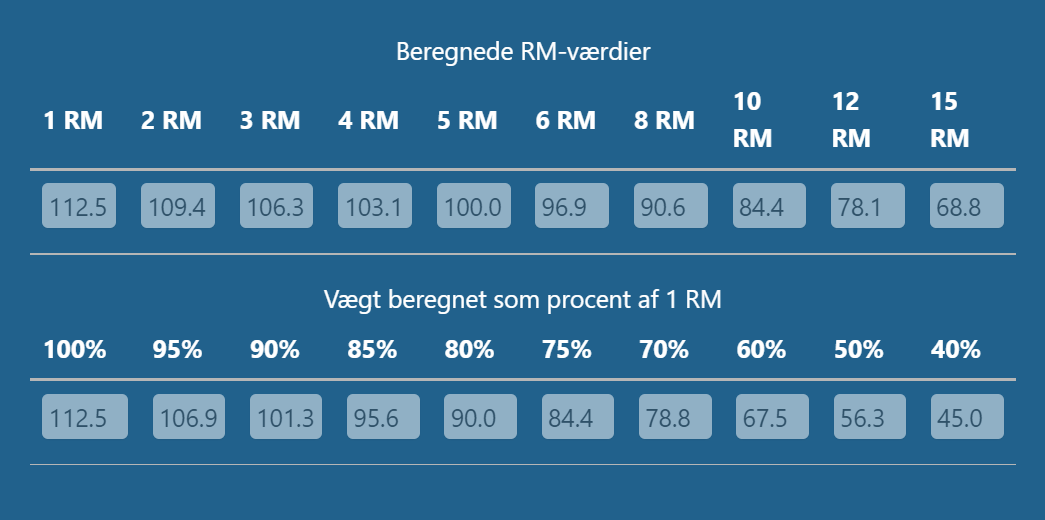 Beregnede RM-værdier
1 RM 2 RM 3 RM 4 RM 5 RM 6 RM 8 RM 10 RM 12 RM 15 RM
112.5 109.4 106.3 103.1 100.0 96.9 90.6 84.4 78.1 68.8
Vægt beregnet som procent af 1 RM
100% 95% 90% 85% 80% 75% 70% 60% 50% 40%
112.5 106.9 101.3 95.6 90.0 84.4 78.8 67.5 56.3 45.0